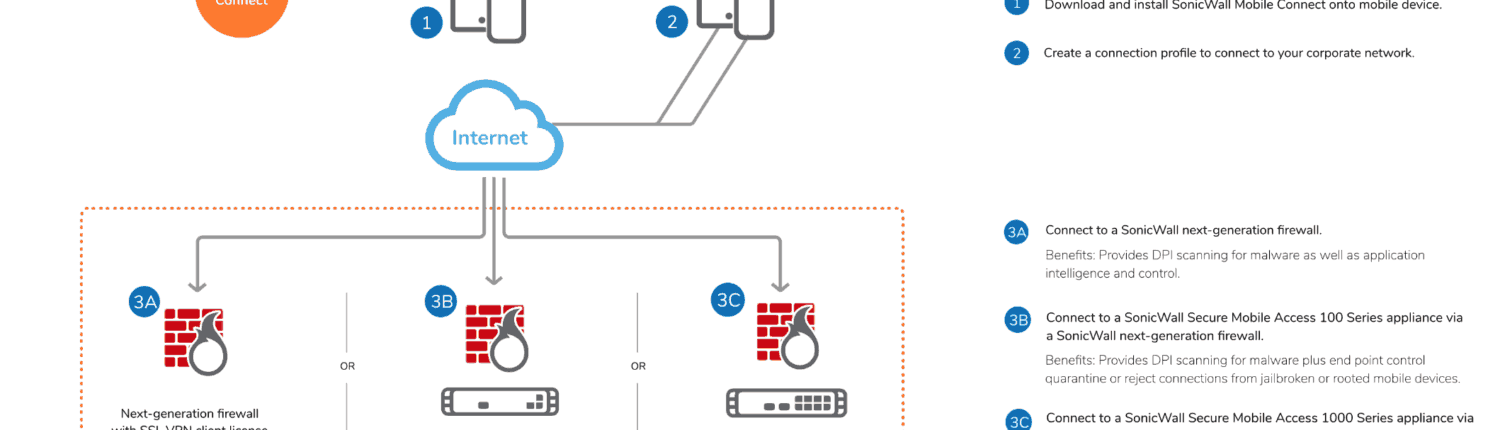 Connect
1
2
Internet
3A
3B
3C
OR
OR
Next-generation firewall
with SSL VPN client license
1
Download and install SonicWall Mobile Connect onto mobile device.
2
Create a connection profile to connect to your corporate network.
3A
Connect to a SonicWall next-generation firewall.
Benefits: Provides DPI scanning for malware as well as application
intelligence and control.
3B
Connect to a SonicWall Secure Mobile Access 100 Series appliance via
a SonicWall next-generation firewall.
Benefits: Provides DPI scanning for malware plus end point control
quarantine or reject connections from jailbroken or rooted mobile devices.
3C
Connect to a SonicWall Secure Mobile Access 1000 Series appliance via